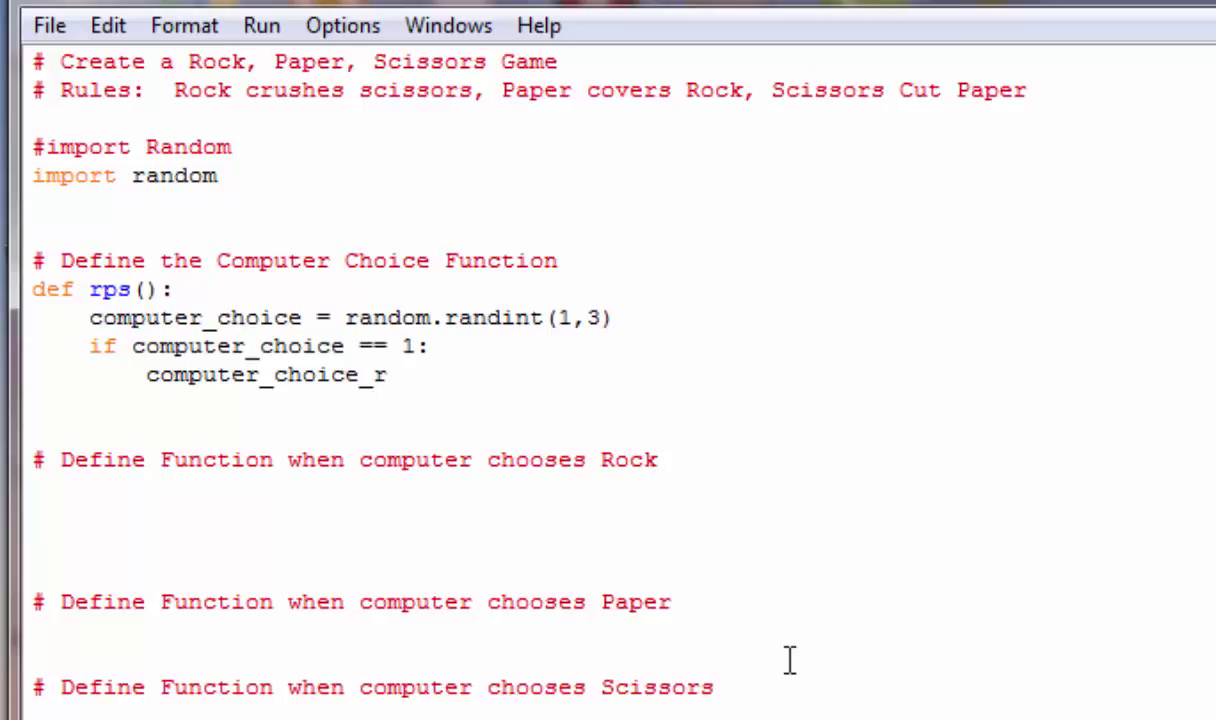 File Edit Format Run Options Windows Help
# Create a Rock, Paper, Scissors Game
# Rules:  Rock crushes scissors, Paper covers Rock, Scissors Cut Paper
#import Random
import random
# Define the Computer Choice Function
def rps():
    computer_choice = random.randint(1,3)
    if computer_choice == 1:
        computer_choice_r
# Define Function when computer chooses Rock
# Define Function when computer chooses Paper
# Define Function when computer chooses Scissors